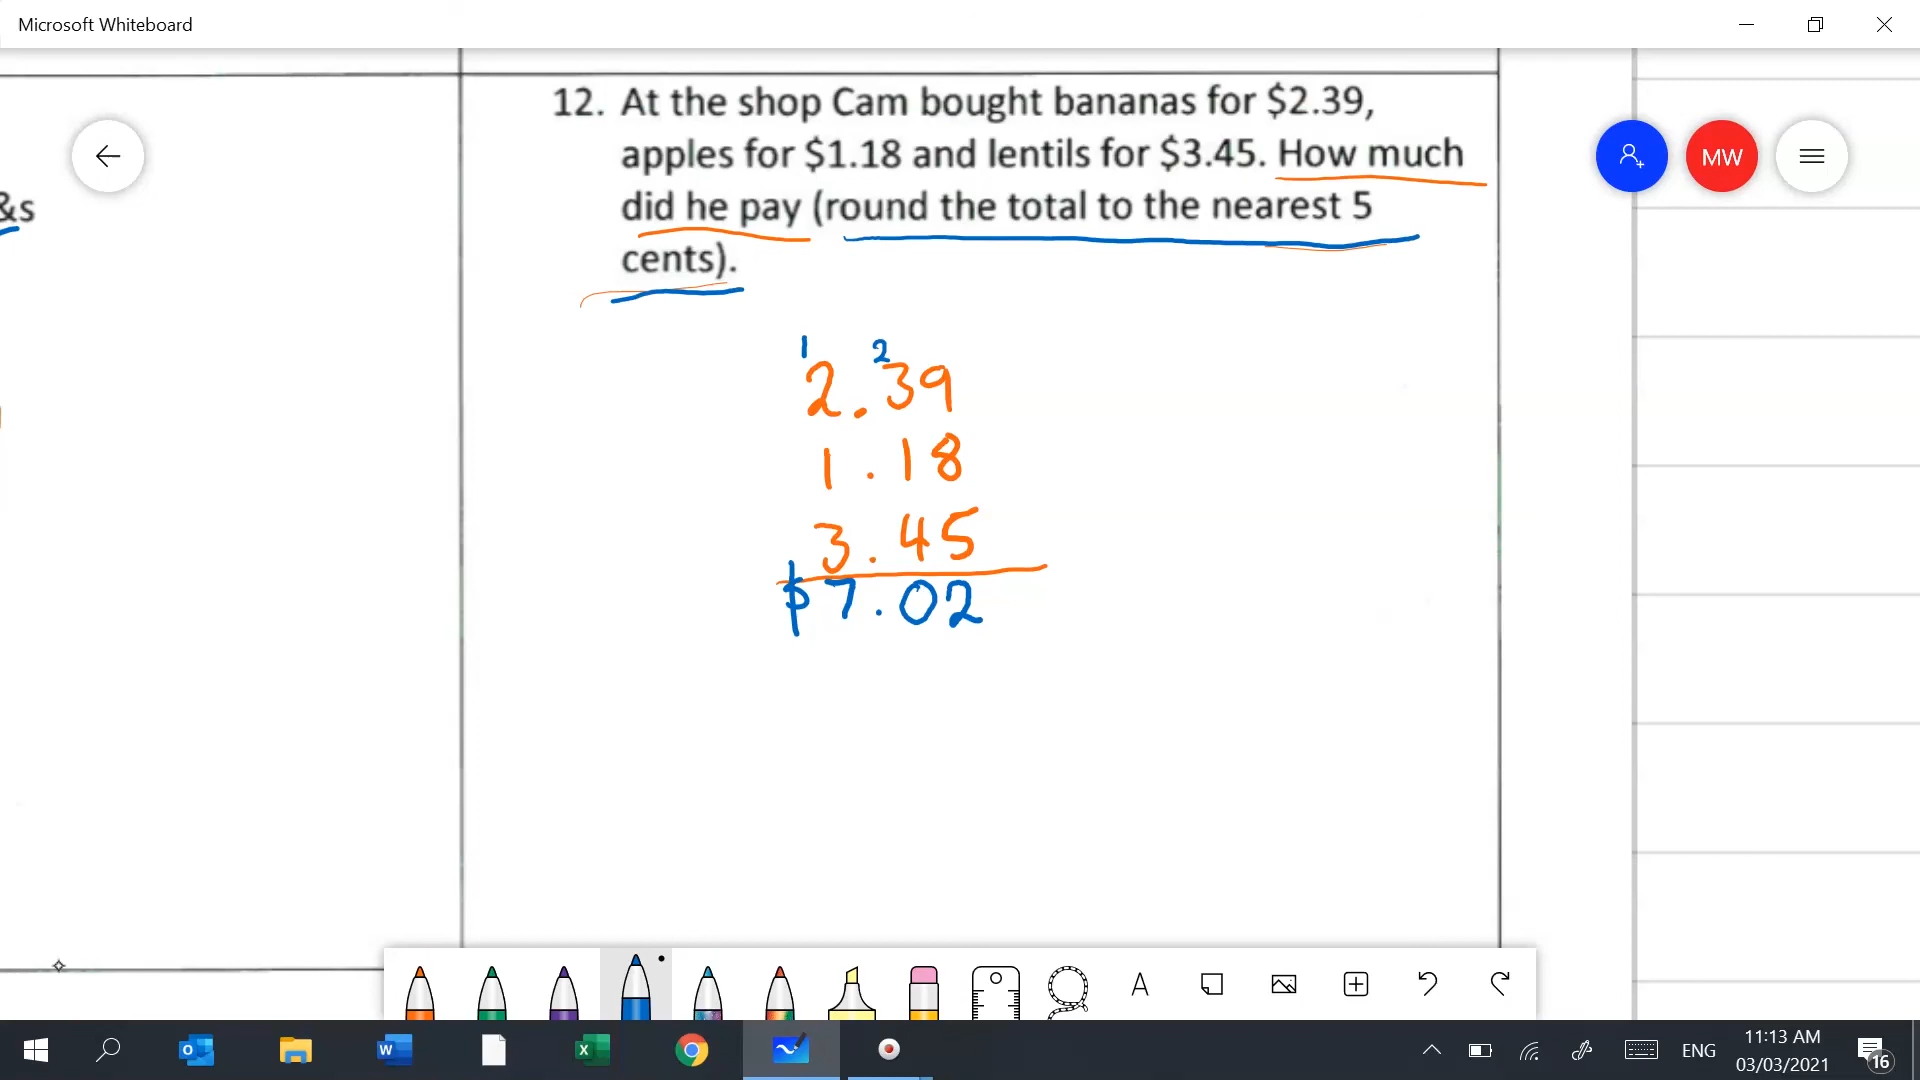 Microsoft Whiteboard
12. At the shop Cam bought bananas for $2.39,
apples for $1.18 and lentils for $3.45. How much
did he pay (round the total to the nearest 5
cents).
&s
MW
1 2
2.39
1.18
3.45
$7.02
A
ENG
11:13 AM
03/03/2021
16